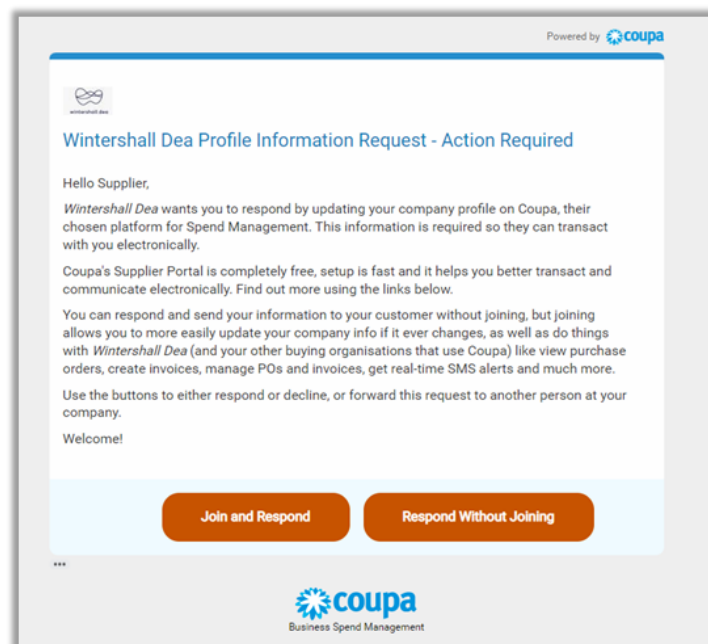 Powered by coupa
wintershall dea
Wintershall Dea Profile Information Request - Action Required
Hello Supplier,
Wintershall Dea wants you to respond by updating your company profile on Coupa, their
chosen platform for Spend Management. This information is required so they can transact
with you electronically.
Coupa's Supplier Portal is completely free, setup is fast and it helps you better transact and
communicate electronically. Find out more using the links below.
You can respond and send your information to your customer without joining, but joining
allows you to more easily update your company info if it ever changes, as well as do things
with Wintershall Dea (and your other buying organisations that use Coupa) like view purchase
orders, create invoices, manage POs and invoices, get real-time SMS alerts and much more.
Use the buttons to either respond or decline, or forward this request to another person at your
company.
Welcome!
Join and Respond
Respond Without Joining
•••
coupa
Business Spend Management